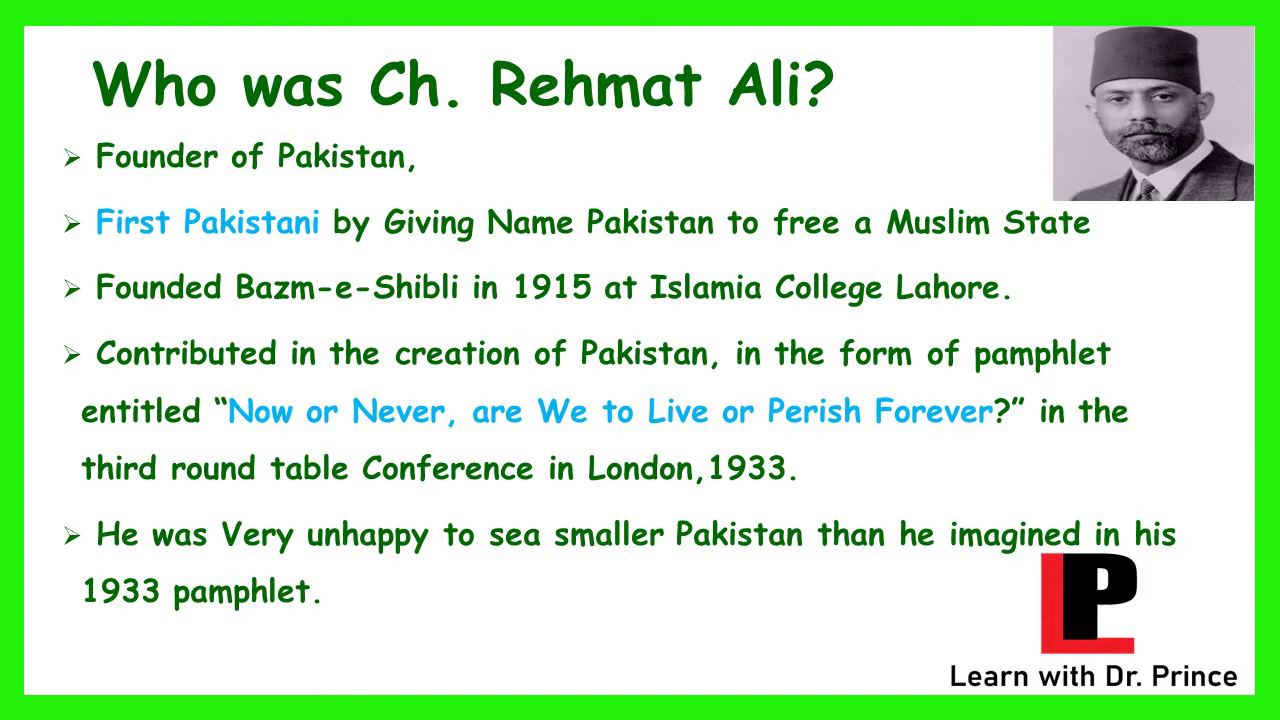 Who was Ch. Rehmat Ali?
➢ Founder of Pakistan,
➢ First Pakistani by Giving Name Pakistan to free a Muslim State
➢ Founded Bazm-e-Shibli in 1915 at Islamia College Lahore.
➢ Contributed in the creation of Pakistan, in the form of pamphlet
entitled “Now or Never, are We to Live or Perish Forever?” in the
third round table Conference in London,1933.
➢ He was Very unhappy to sea smaller Pakistan than he imagined in his
1933 pamphlet.
LP
Learn with Dr. Prince